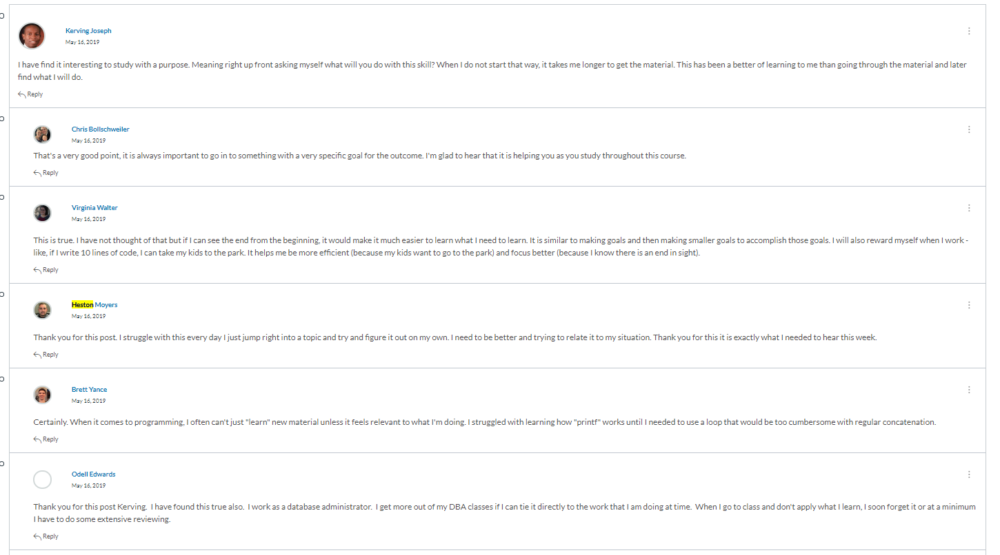 Kerving Joseph
May 16, 2019
I have find it interesting to study with a purpose. Meaning right up front asking myself what will you do with this skill? When I do not start that way, it takes me longer to get the material. This has been a better of learning to me than going through the material and later
find what I will do.
Reply
Chris Bollschweiler
May 16, 2019
That's a very good point, it is always important to go in to something with a very specific goal for the outcome. I'm glad to hear that it is helping you as you study throughout this course.
Reply
Virginia Walter
May 16, 2019
This is true. I have not thought of that but if I can see the end from the beginning, it would make it much easier to learn what I need to learn. It is similar to making goals and then making smaller goals to accomplish those goals. I will also reward myself when I work -
like, if I write 10 lines of code, I can take my kids to the park. It helps me be more efficient (because my kids want to go to the park) and focus better (because I know there is an end in sight).
Reply
Heston Moyers
May 16, 2019
Thank you for this post. I struggle with this every day I just jump right into a topic and try and figure it out on my own. I need to be better and trying to relate it to my situation. Thank you for this it is exactly what I needed to hear this week.
Reply
Brett Yance
May 16, 2019
Certainly. When it comes to programming, I often can't just "learn" new material unless it feels relevant to what I'm doing. I struggled with learning how "printf" works until I needed to use a loop that would be too cumbersome with regular concatenation.
Reply
Odell Edwards
May 16, 2019
Thank you for this post Kerving. I have found this true also. I work as a database administrator. I get more out of my DBA classes if I can tie it directly to the work that I am doing at time. When I go to class and don't apply what I learn, I soon forget it or at a minimum
I have to do some extensive reviewing.
Reply